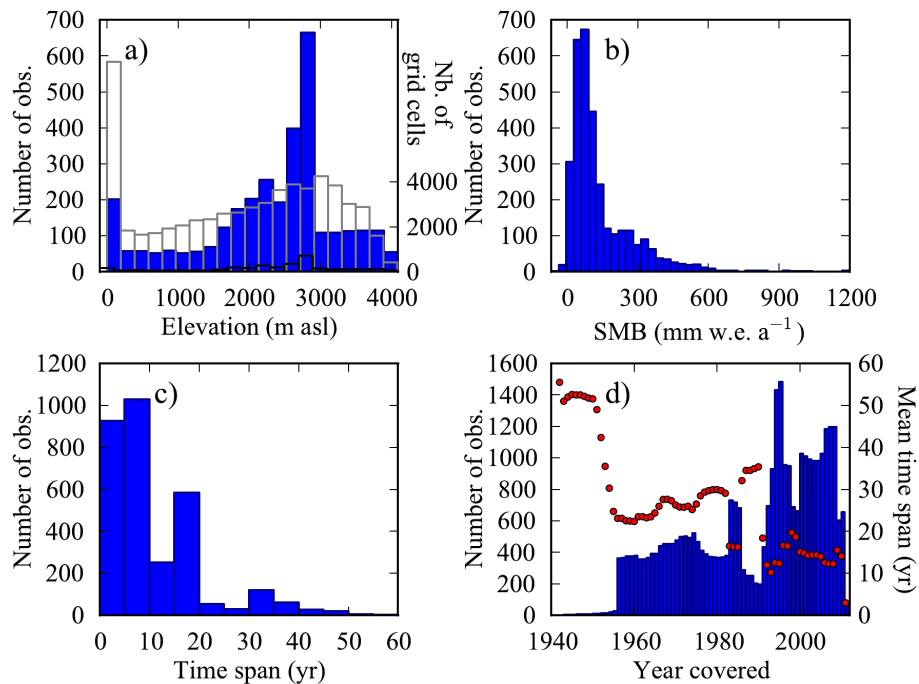 a)
Number of obs.
700
600
500
400
300
200
100
0
0 1000 2000 3000 4000
Elevation (m asl)
4000
2000
0
Nb. of
grid cells
b)
Number of obs.
700
600
500
400
300
200
100
0
0 300 600 900 1200
SMB (mm w.e. a⁻¹)
c)
Number of obs.
1200
1000
800
600
400
200
0
0 10 20 30 40 50 60
Time span (yr)
d)
Number of obs.
1600
1400
1200
1000
800
600
400
200
0
1940 1960 1980 2000
Year covered
60
50
40
30
20
10
0
Mean time span (yr)